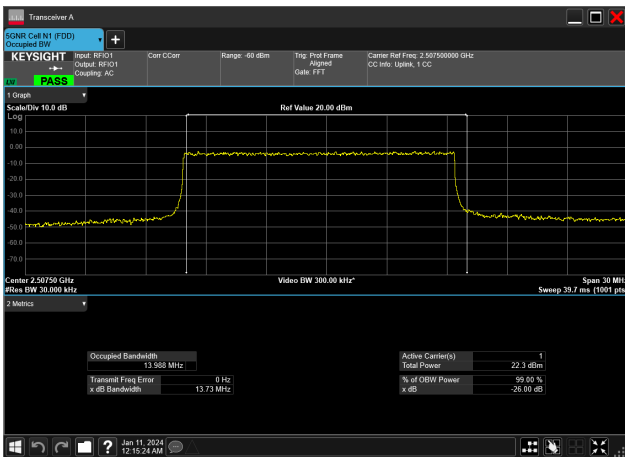 Transceiver A
5GNR Cell N1 (FDD)
Occupied BW
KEYSIGHT
PASS
Input: RFIO1
Output: RFIO1
Coupling: AC
Corr CCorr
Range: -60 dBm
Trig: Prot Frame
Aligned
Gate: FFT
Carrier Ref Freq: 2.507500000 GHz
CC Info: Uplink, 1 CC
1 Graph
Scale/Div 10.0 dB
Ref Value 20.00 dBm
Log
10.0
0.00
-10.0
-20.0
-30.0
-40.0
-50.0
-60.0
-70.0
Center 2.50750 GHz
Video BW 300.00 kHz*
Span 30 MHz
#Res BW 30.000 kHz
Sweep 39.7 ms (1001 pts
2 Metrics
Occupied Bandwidth
13.988 MHz
Transmit Freq Error 0 Hz
x dB Bandwidth 13.73 MHz
Active Carrier(s) 1
Total Power 22.3 dBm
% of OBW Power 99.00 %
x dB -26.00 dB
Jan 11, 2024
12:15:24 AM